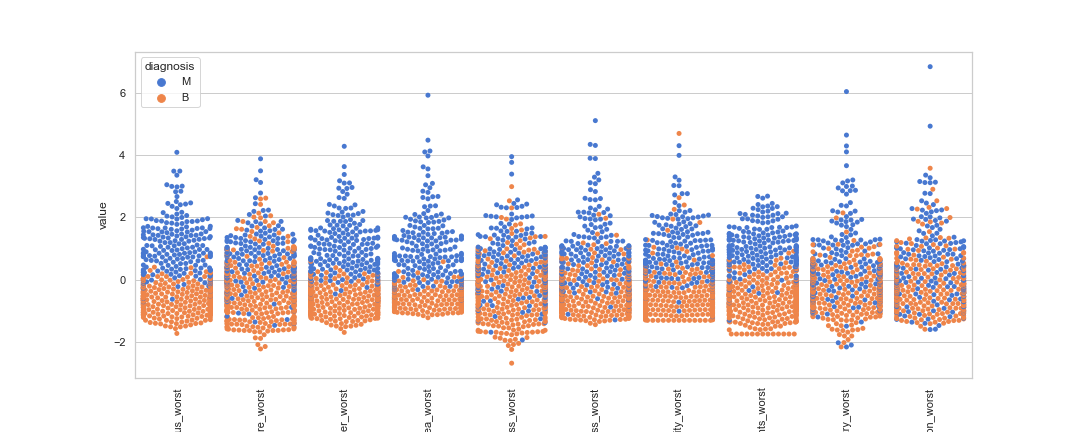 diagnosis
M
B
value
6
4
2
0
−2
us_worst
re_worst
er_worst
ea_worst
ss_worst
ss_worst
ity_worst
nts_worst
ry_worst
on_worst